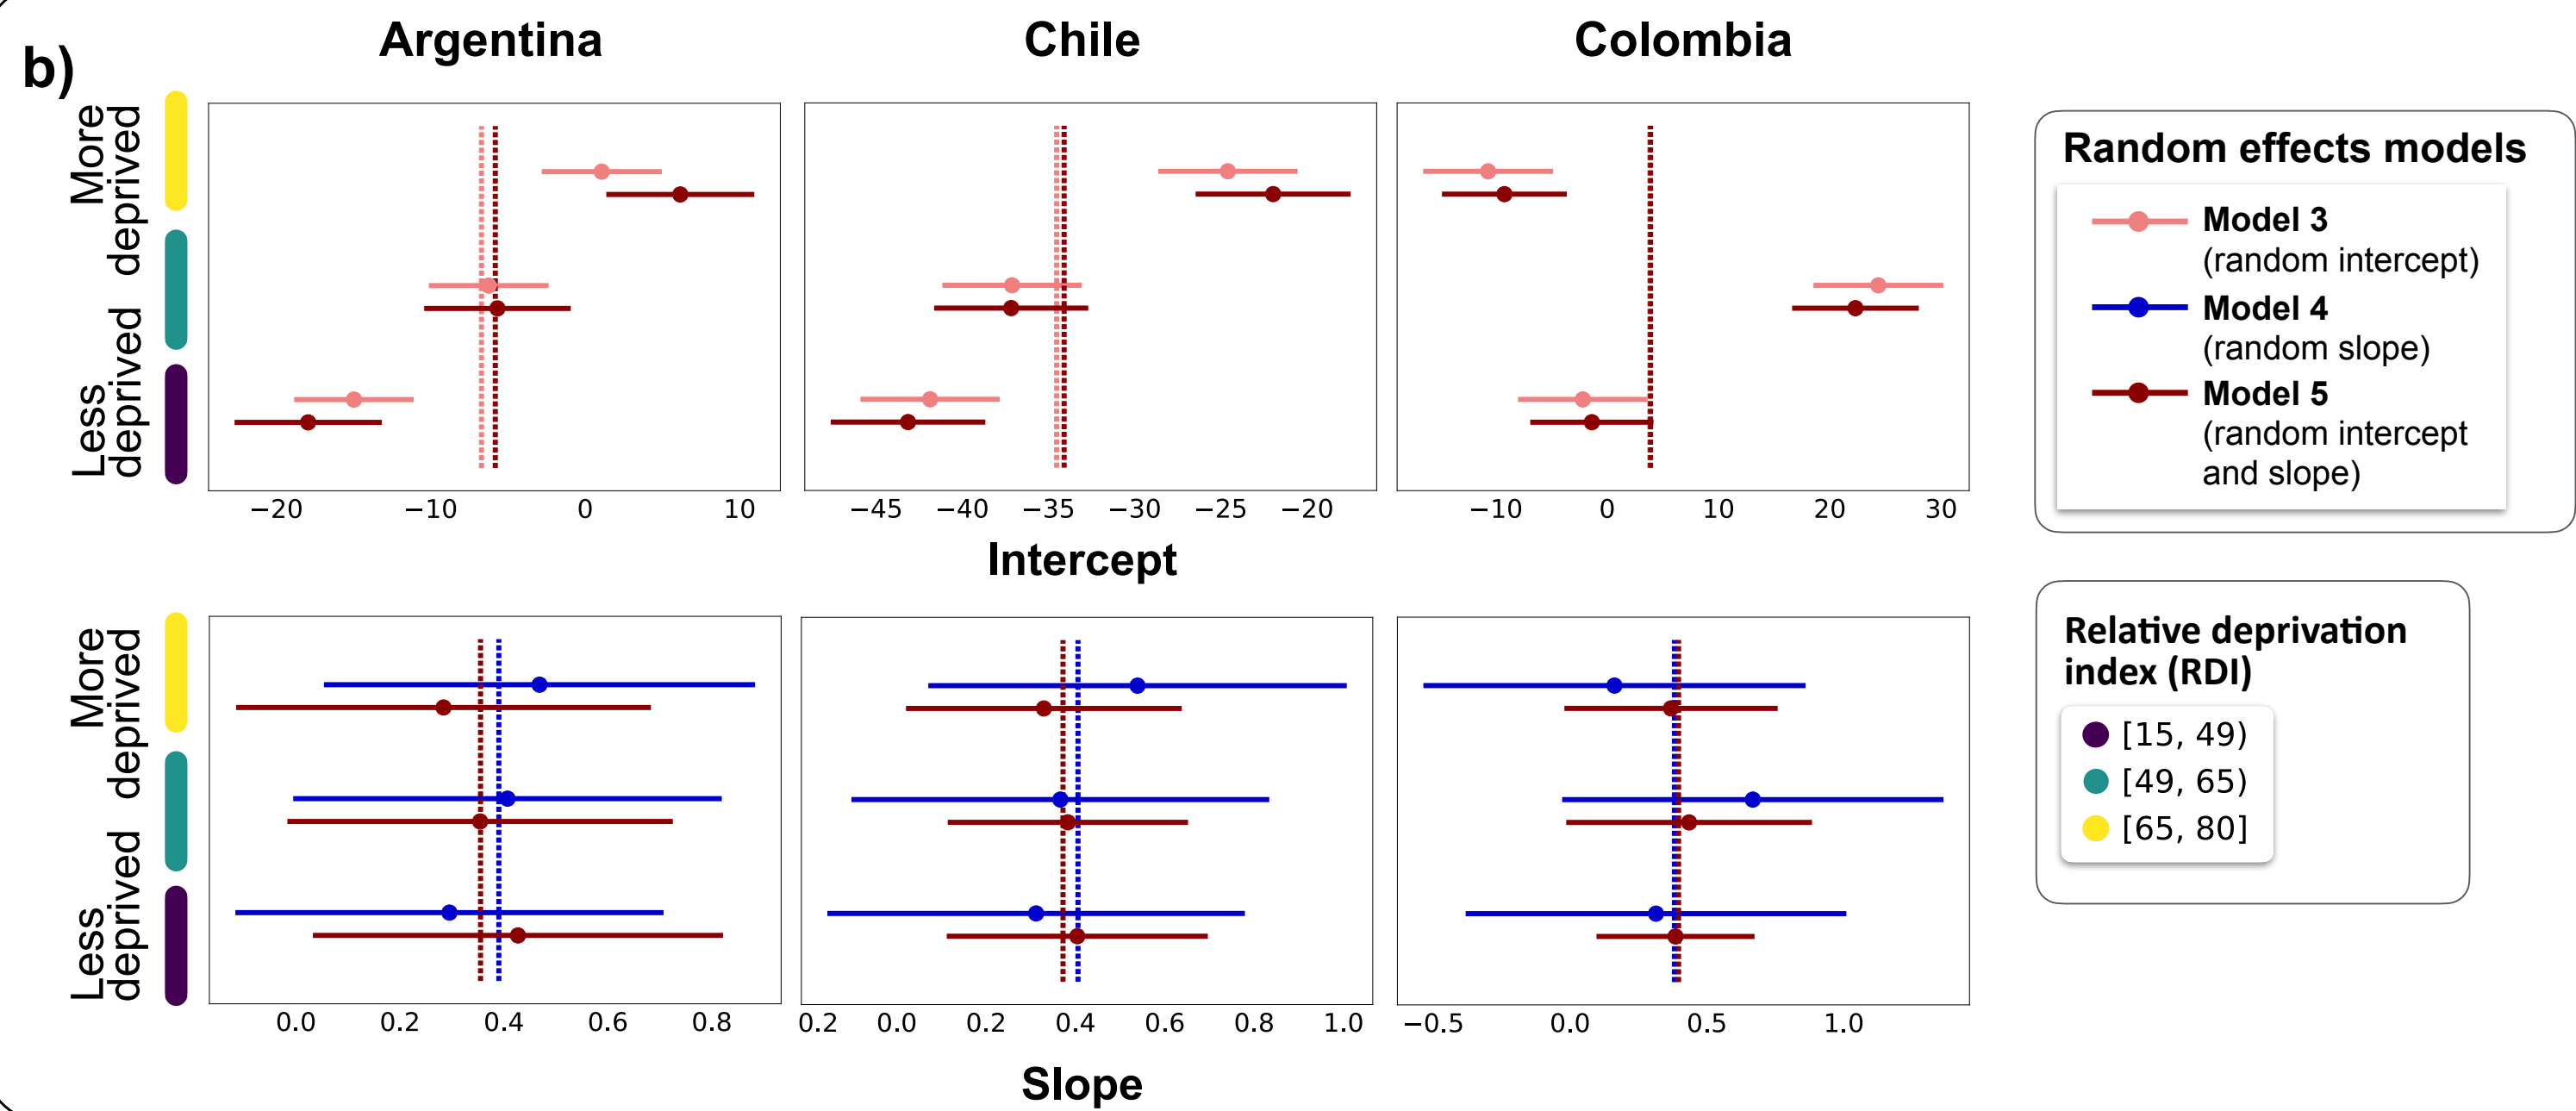 b)
Argentina
Chile
Colombia
More
deprived
Less
deprived
−20 −10 0 10
−45 −40 −35 −30 −25 −20
−10 0 10 20 30
Intercept
More
deprived
Less
deprived
0.0 0.2 0.4 0.6 0.8
0.2 0.0 0.2 0.4 0.6 0.8 1.0
−0.5 0.0 0.5 1.0
Slope
Random effects models
Model 3
(random intercept)
Model 4
(random slope)
Model 5
(random intercept
and slope)
Relative deprivation
index (RDI)
[15, 49)
[49, 65)
[65, 80]